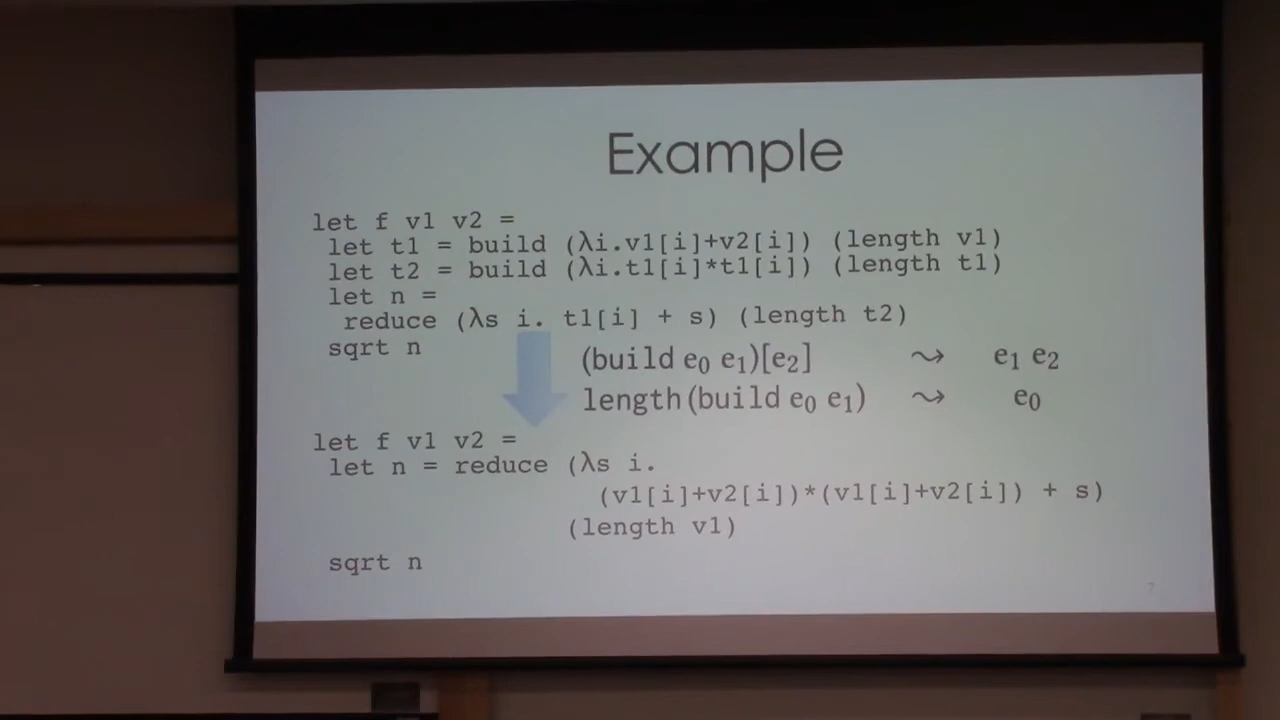 Example
let f v1 v2 =
let t1 = build (λi.v1[i]+v2[i]) (length v1)
let t2 = build (λi.t1[i]*t1[i]) (length t1)
let n =
reduce (λs i. t1[i] + s) (length t2)
sqrt n
(build e₀ e₁)[e₂] ⤳ e₁ e₂
length(build e₀ e₁) ⤳ e₀
let f v1 v2 =
let n = reduce (λs i.
(v1[i]+v2[i])*(v1[i]+v2[i]) + s)
(length v1)
sqrt n
7